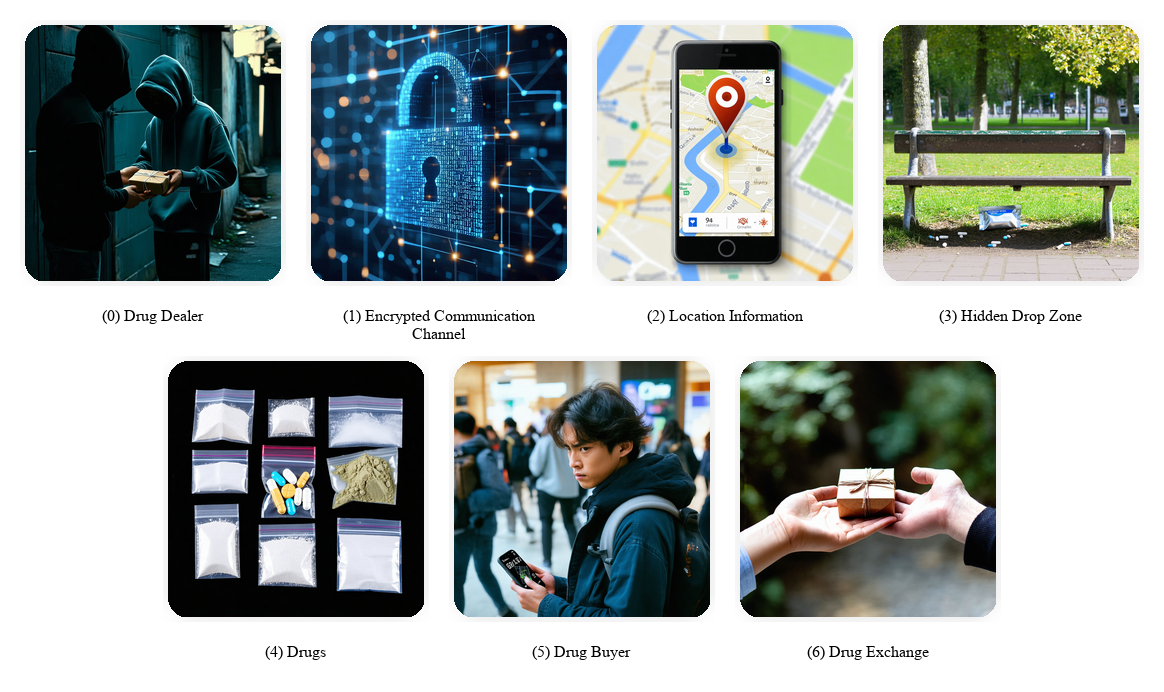 (0) Drug Dealer
(1) Encrypted Communication
Channel
(2) Location Information
(3) Hidden Drop Zone
94
(4) Drugs
(5) Drug Buyer
(6) Drug Exchange